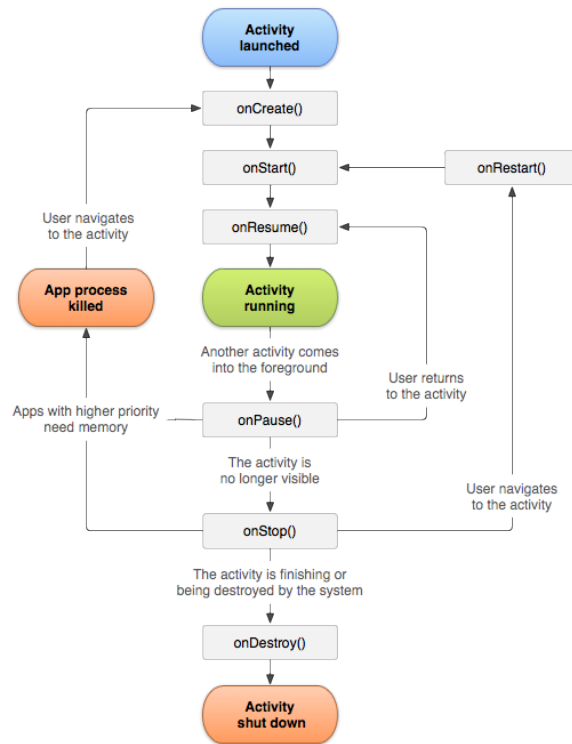 Activity
launched
onCreate()
onStart()
onRestart()
User navigates
to the activity
onResume()
App process
killed
Activity
running
Another activity comes
into the foreground
User returns
to the activity
Apps with higher priority
need memory
onPause()
The activity is
no longer visible
User navigates
to the activity
onStop()
The activity is finishing or
being destroyed by the system
onDestroy()
Activity
shut down